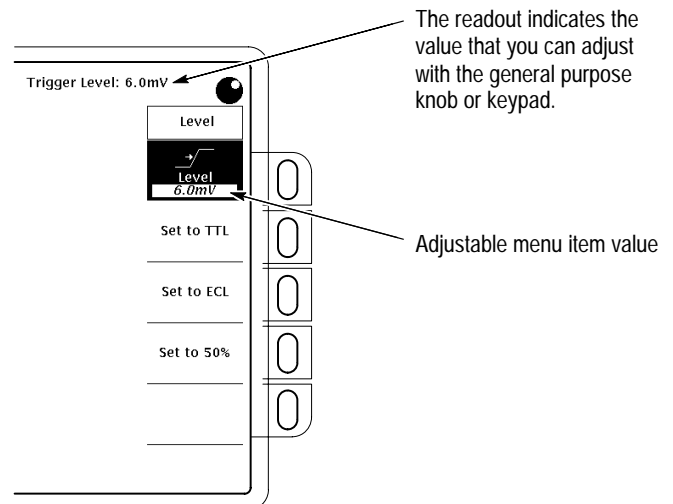 The readout indicates the
value that you can adjust
with the general purpose
knob or keypad.
Trigger Level: 6.0mV
Level
Level
6.0mV
Set to TTL
Adjustable menu item value
Set to ECL
Set to 50%